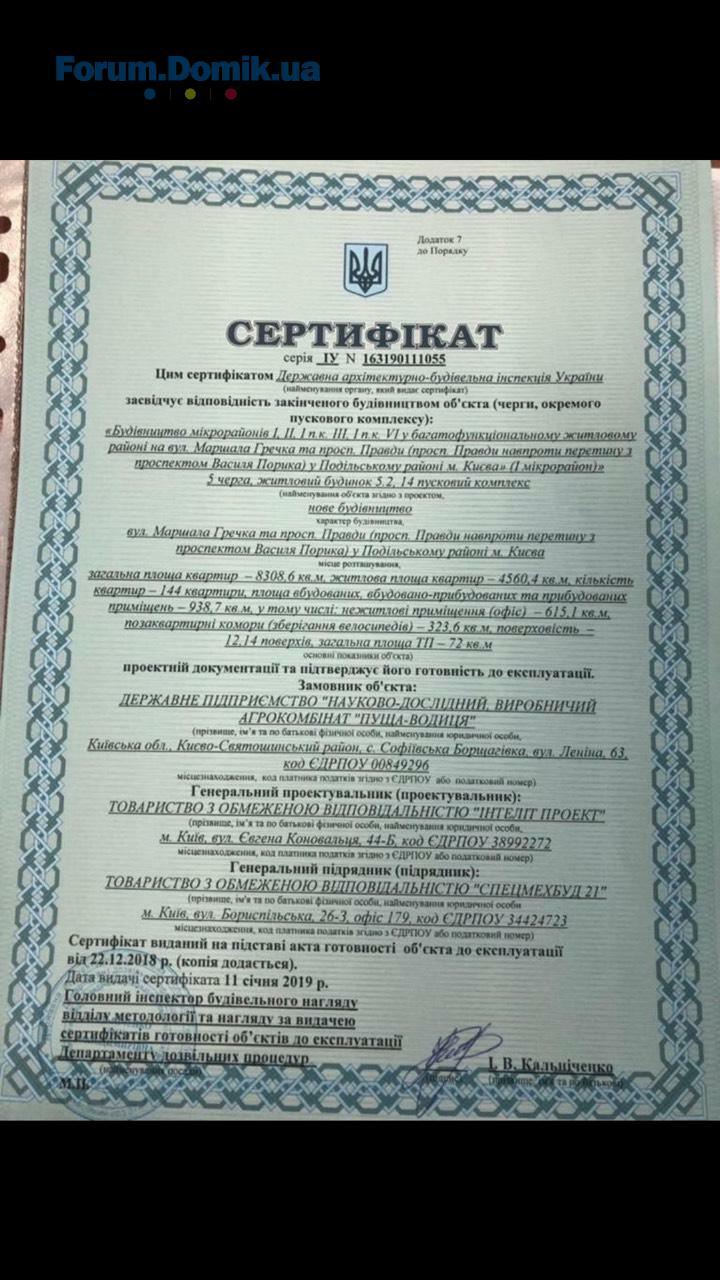 Forum.Domik.ua
Додаток 7
до Порядку
СЕРТИФІКАТ
серія ІУ N 163190111055
Цим сертифікатом Державна архітектурно-будівельна інспекція України
(найменування органу, який видає сертифікат)
засвідчує відповідність закінченого будівництвом об'єкта (черги, окремого
пускового комплексу):
«Будівництво мікрорайонів І, ІІ, І п.к. ІІІ, І п.к. VI у багатофункціональному житловому
районі на вул. Маршала Гречка та просп. Правди (просп. Правди навпроти перетину з
проспектом Василя Порика) у Подільському районі м. Києва» (І мікрорайон)»
5 черга, житловий будинок 5.2, 14 пусковий комплекс
(найменування об'єкта згідно з проектом,
нове будівництво
характер будівництва,
вул. Маршала Гречка та просп. Правди (просп. Правди навпроти перетину з
проспектом Василя Порика) у Подільському районі м. Києва
місце розташування,
загальна площа квартир – 8308,6 кв.м, житлова площа квартир – 4560,4 кв.м, кількість
квартир – 144 квартири, площа вбудованих, вбудовано-прибудованих та прибудованих
приміщень – 938,7 кв.м, у тому числі: нежитлові приміщення (офіс) – 615,1 кв.м,
позаквартирні комори (зберігання велосипедів) – 323,6 кв.м, поверховість –
12,14 поверхів, загальна площа ТП – 72 кв.м
основні показники об'єкта)
проектній документації та підтверджує його готовність до експлуатації.
Замовник об'єкта:
ДЕРЖАВНЕ ПІДПРИЄМСТВО "НАУКОВО-ДОСЛІДНИЙ, ВИРОБНИЧИЙ
АГРОКОМБІНАТ "ПУЩА-ВОДИЦЯ"
(прізвище, ім'я та по батькові фізичної особи, найменування юридичної особи,
Київська обл., Києво-Святошинський район, с. Софіївська Борщагівка, вул. Леніна, 63,
код ЄДРПОУ 00849296
місцезнаходження, код платника податків згідно з ЄДРПОУ або податковий номер)
Генеральний проектувальник (проектувальник):
ТОВАРИСТВО З ОБМЕЖЕНОЮ ВІДПОВІДАЛЬНІСТЮ "ІНТЕЛІТ ПРОЕКТ"
(прізвище, ім'я та по батькові фізичної особи, найменування юридичної особи,
м. Київ, вул. Євгена Коновальця, 44-Б, код ЄДРПОУ 38992272
місцезнаходження, код платника податків згідно з ЄДРПОУ або податковий номер)
Генеральний підрядник (підрядник):
ТОВАРИСТВО З ОБМЕЖЕНОЮ ВІДПОВІДАЛЬНІСТЮ "СПЕЦМЕХБУД 21"
(прізвище, ім'я та по батькові фізичної особи, найменування юридичної особи
м. Київ, вул. Бориспільська, 26-З, офіс 179, код ЄДРПОУ 34424723
місцезнаходження, код платника податків згідно з ЄДРПОУ або податковий номер)
Сертифікат виданий на підставі акта готовності об'єкта до експлуатації
від 22.12.2018 р. (копія додається).
Дата видачі сертифіката 11 січня 2019 р.
Головний інспектор будівельного нагляду
відділу методології та нагляду за видачею
сертифікатів готовності об'єктів до експлуатації
Департаменту дозвільних процедур
І. В. Кальніченко
(найменування посади)
(підпис)
(прізвище, ім'я та по батькові)
М.П.